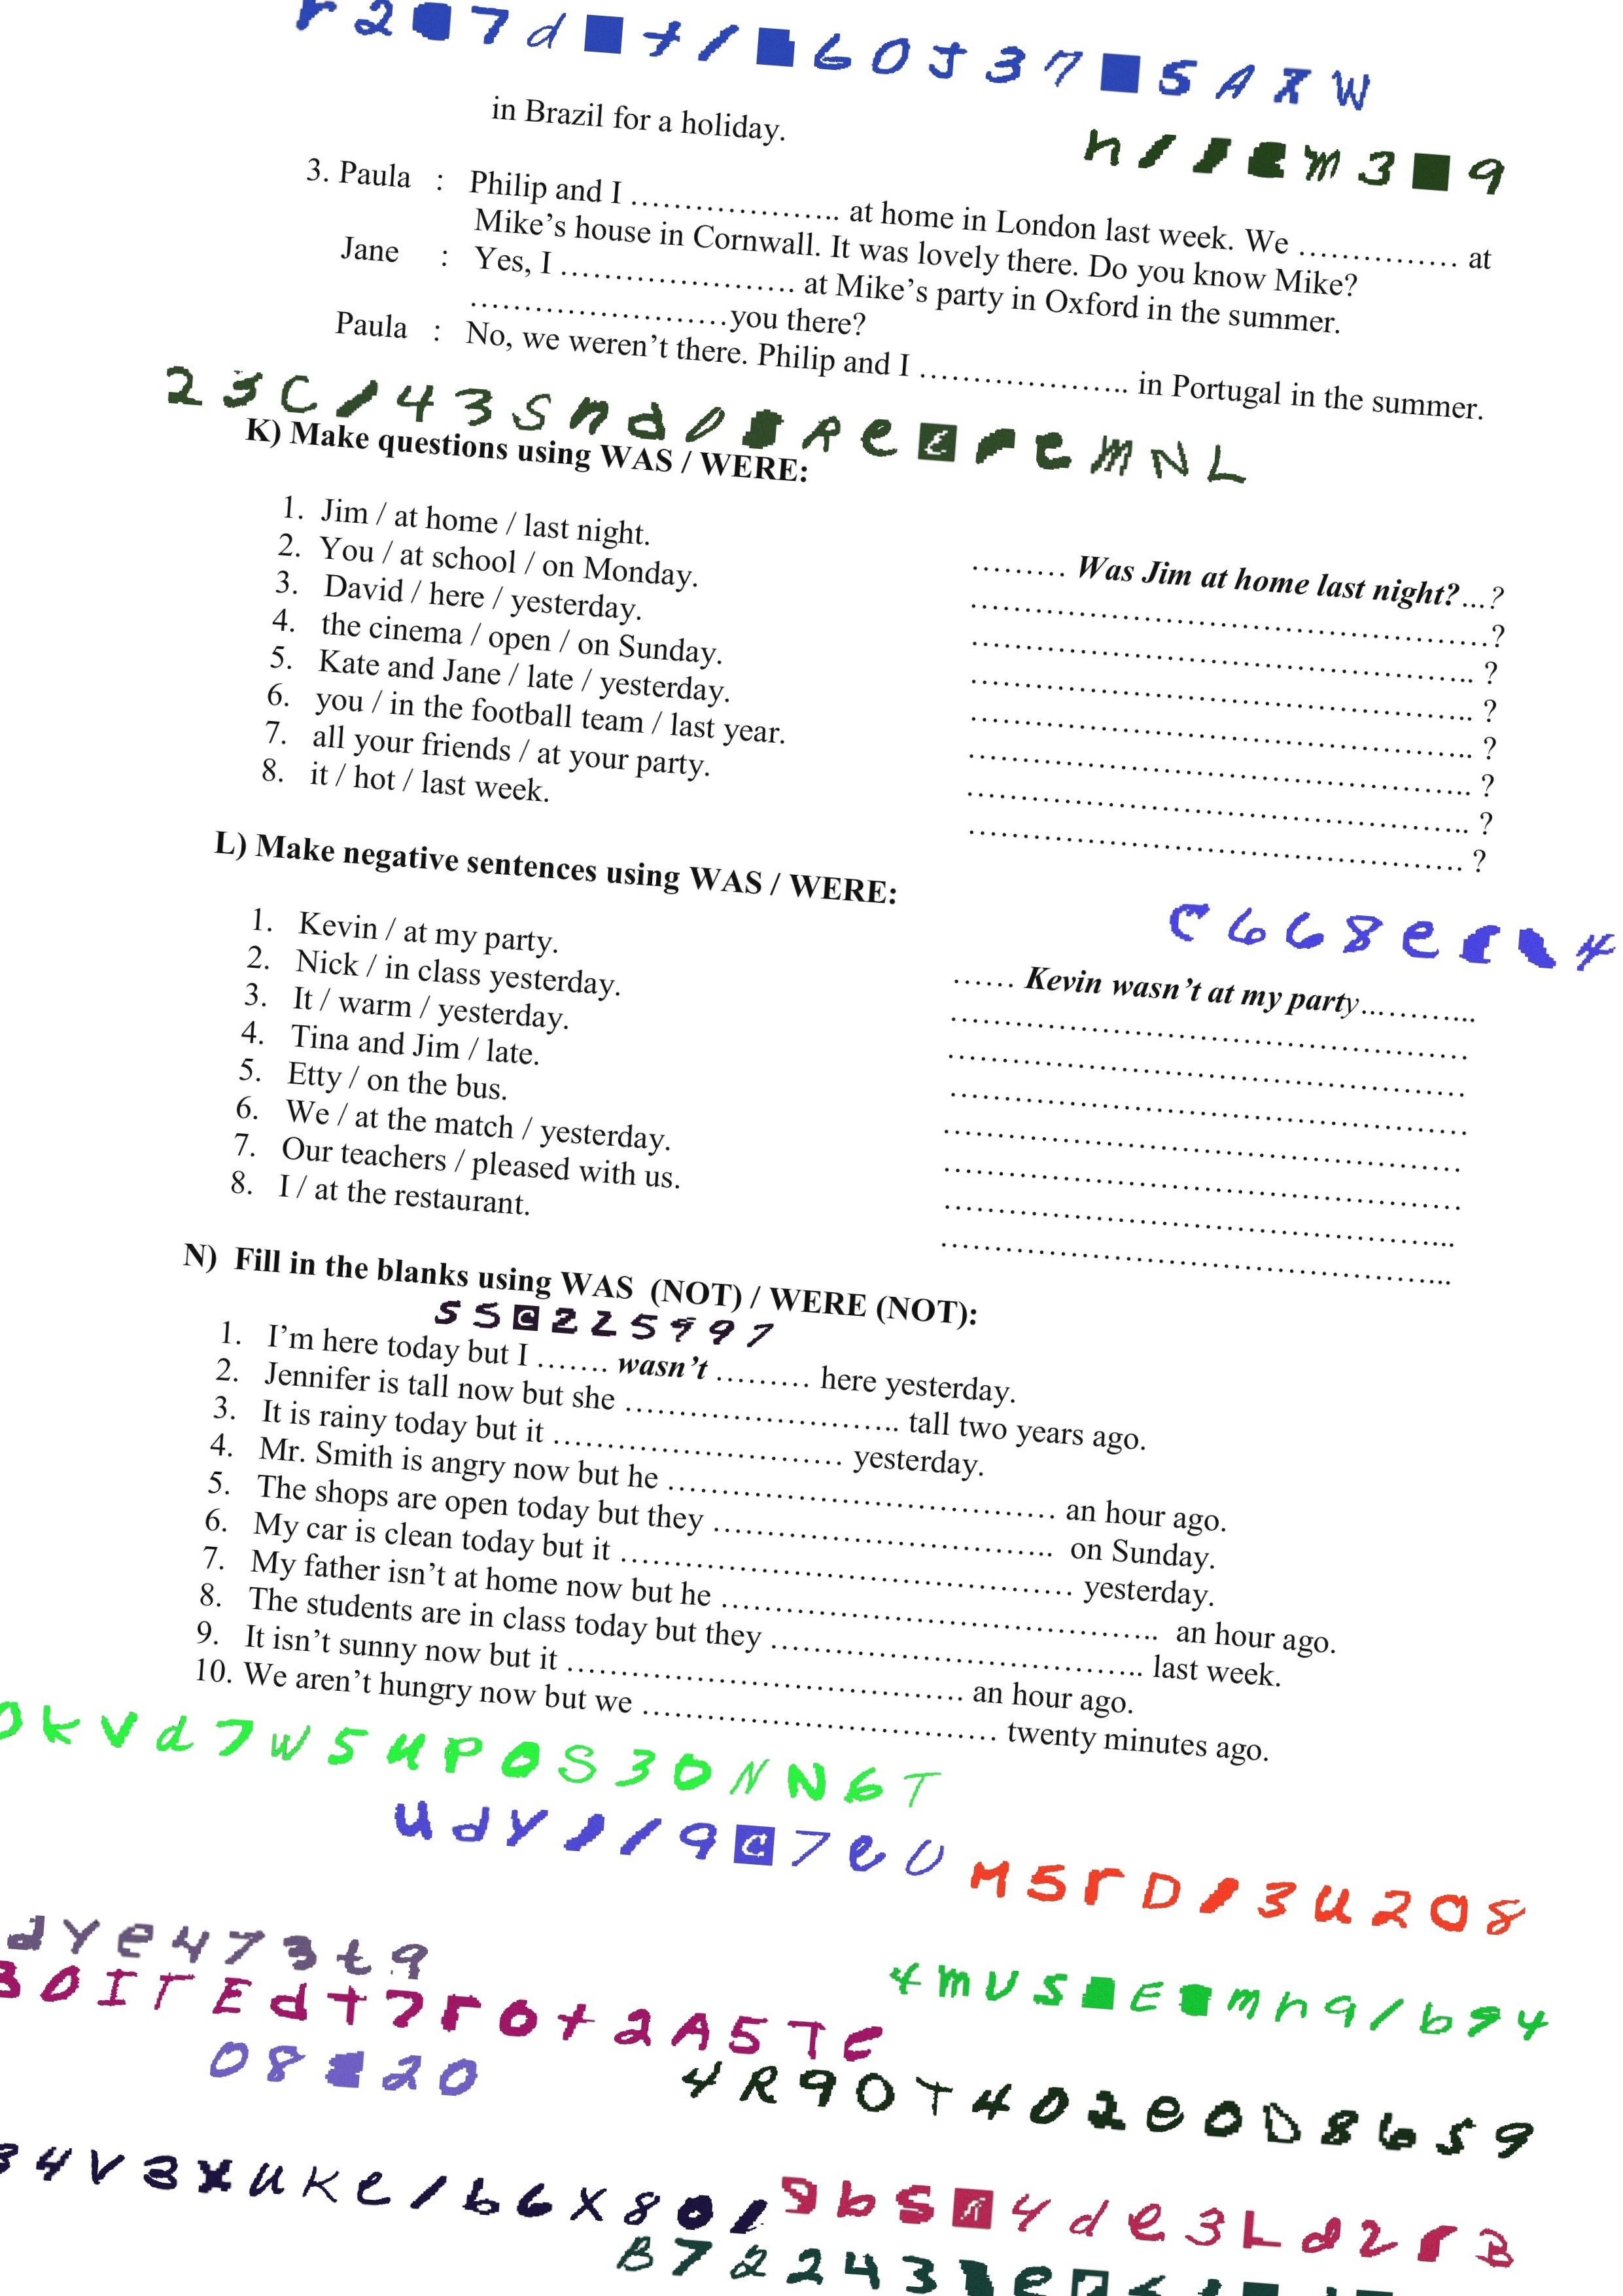 in Brazil for a holiday.
3. Paula : Philip and I ……………….. at home in London last week. We …………… at
Mike's house in Cornwall. It was lovely there. Do you know Mike?
Jane : Yes, I …………………. at Mike's party in Oxford in the summer.
…………………….you there?
Paula : No, we weren't there. Philip and I ……………….. in Portugal in the summer.
K) Make questions using WAS / WERE:
1. Jim / at home / last night. ……… Was Jim at home last night?...?
2. You / at school / on Monday. ………………………………………….?
3. David / here / yesterday. ……………………………………….. ?
4. the cinema / open / on Sunday. ……………………………………….. ?
5. Kate and Jane / late / yesterday. ……………………………………….. ?
6. you / in the football team / last year. ……………………………………….. ?
7. all your friends / at your party. ……………………………………….. ?
8. it / hot / last week. ………………………………………. ?
L) Make negative sentences using WAS / WERE:
C668e
1. Kevin / at my party. …… Kevin wasn't at my party.………..
2. Nick / in class yesterday. …………………………………………
3. It / warm / yesterday. …………………………………………
4. Tina and Jim / late. …………………………………………
5. Etty / on the bus. …………………………………………
6. We / at the match / yesterday. …………………………………………
7. Our teachers / pleased with us. ………………………………………...
8. I / at the restaurant. ………………………………………...
N) Fill in the blanks using WAS (NOT) / WERE (NOT):
1. I'm here today but I ……. wasn't ……… here yesterday.
2. Jennifer is tall now but she …………………….. tall two years ago.
3. It is rainy today but it ……………………… yesterday.
4. Mr. Smith is angry now but he ……………………………… an hour ago.
5. The shops are open today but they ………………………….. on Sunday.
6. My car is clean today but it …………………………………… yesterday.
7. My father isn't at home now but he ………………………………….. an hour ago.
8. The students are in class today but they …………………………….. last week.
9. It isn't sunny now but it ………………………………. an hour ago.
10. We aren't hungry now but we …………………………… twenty minutes ago.
0KVd7W5UP0S30NN6T
M5rD/3U208
dYe473t9
30ITEdt7r0t2A5Te
4R90T4028e0D8659